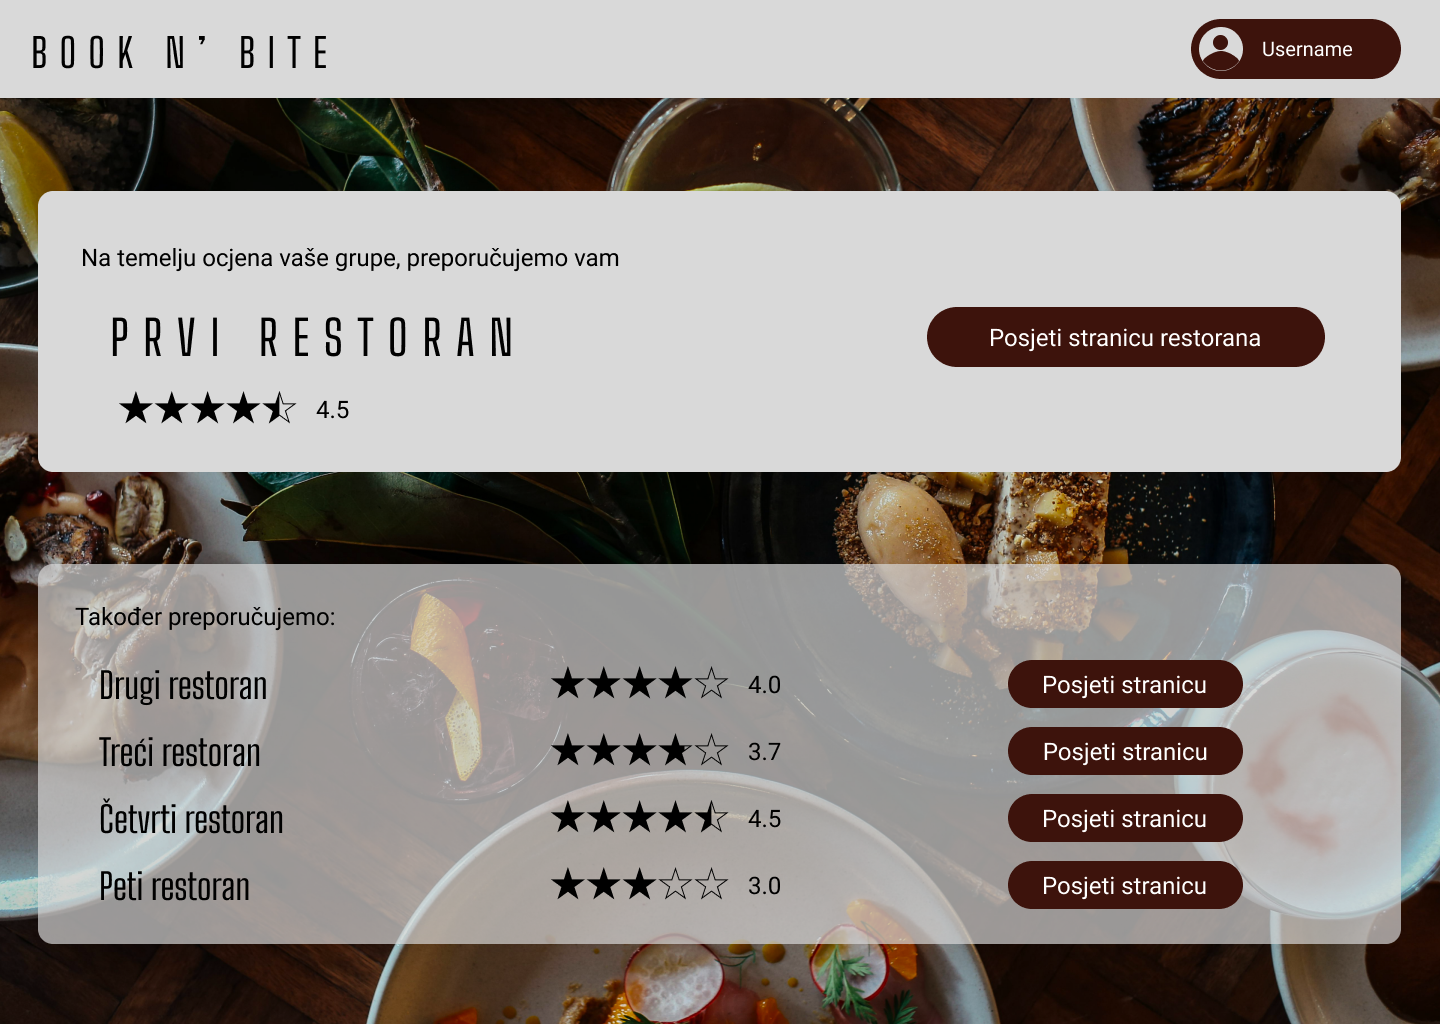 BOOK N’ BITE
Username
Na temelju ocjena vaše grupe, preporučujemo vam
PRVI RESTORAN
Posjeti stranicu restorana
4.5
Također preporučujemo:
Drugi restoran 4.0 Posjeti stranicu
Treći restoran 3.7 Posjeti stranicu
Četvrti restoran 4.5 Posjeti stranicu
Peti restoran 3.0 Posjeti stranicu